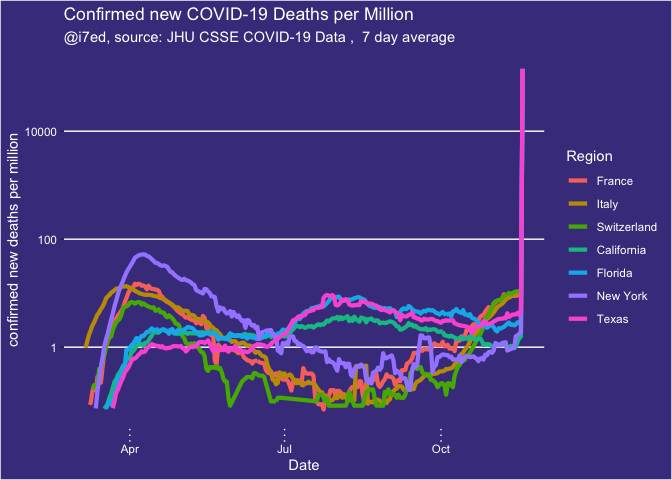 Confirmed new COVID-19 Deaths per Million
@i7ed, source: JHU CSSE COVID-19 Data ,  7 day average
confirmed new deaths per million
10000
100
1
Apr
Jul
Oct
Date
Region
France
Italy
Switzerland
California
Florida
New York
Texas